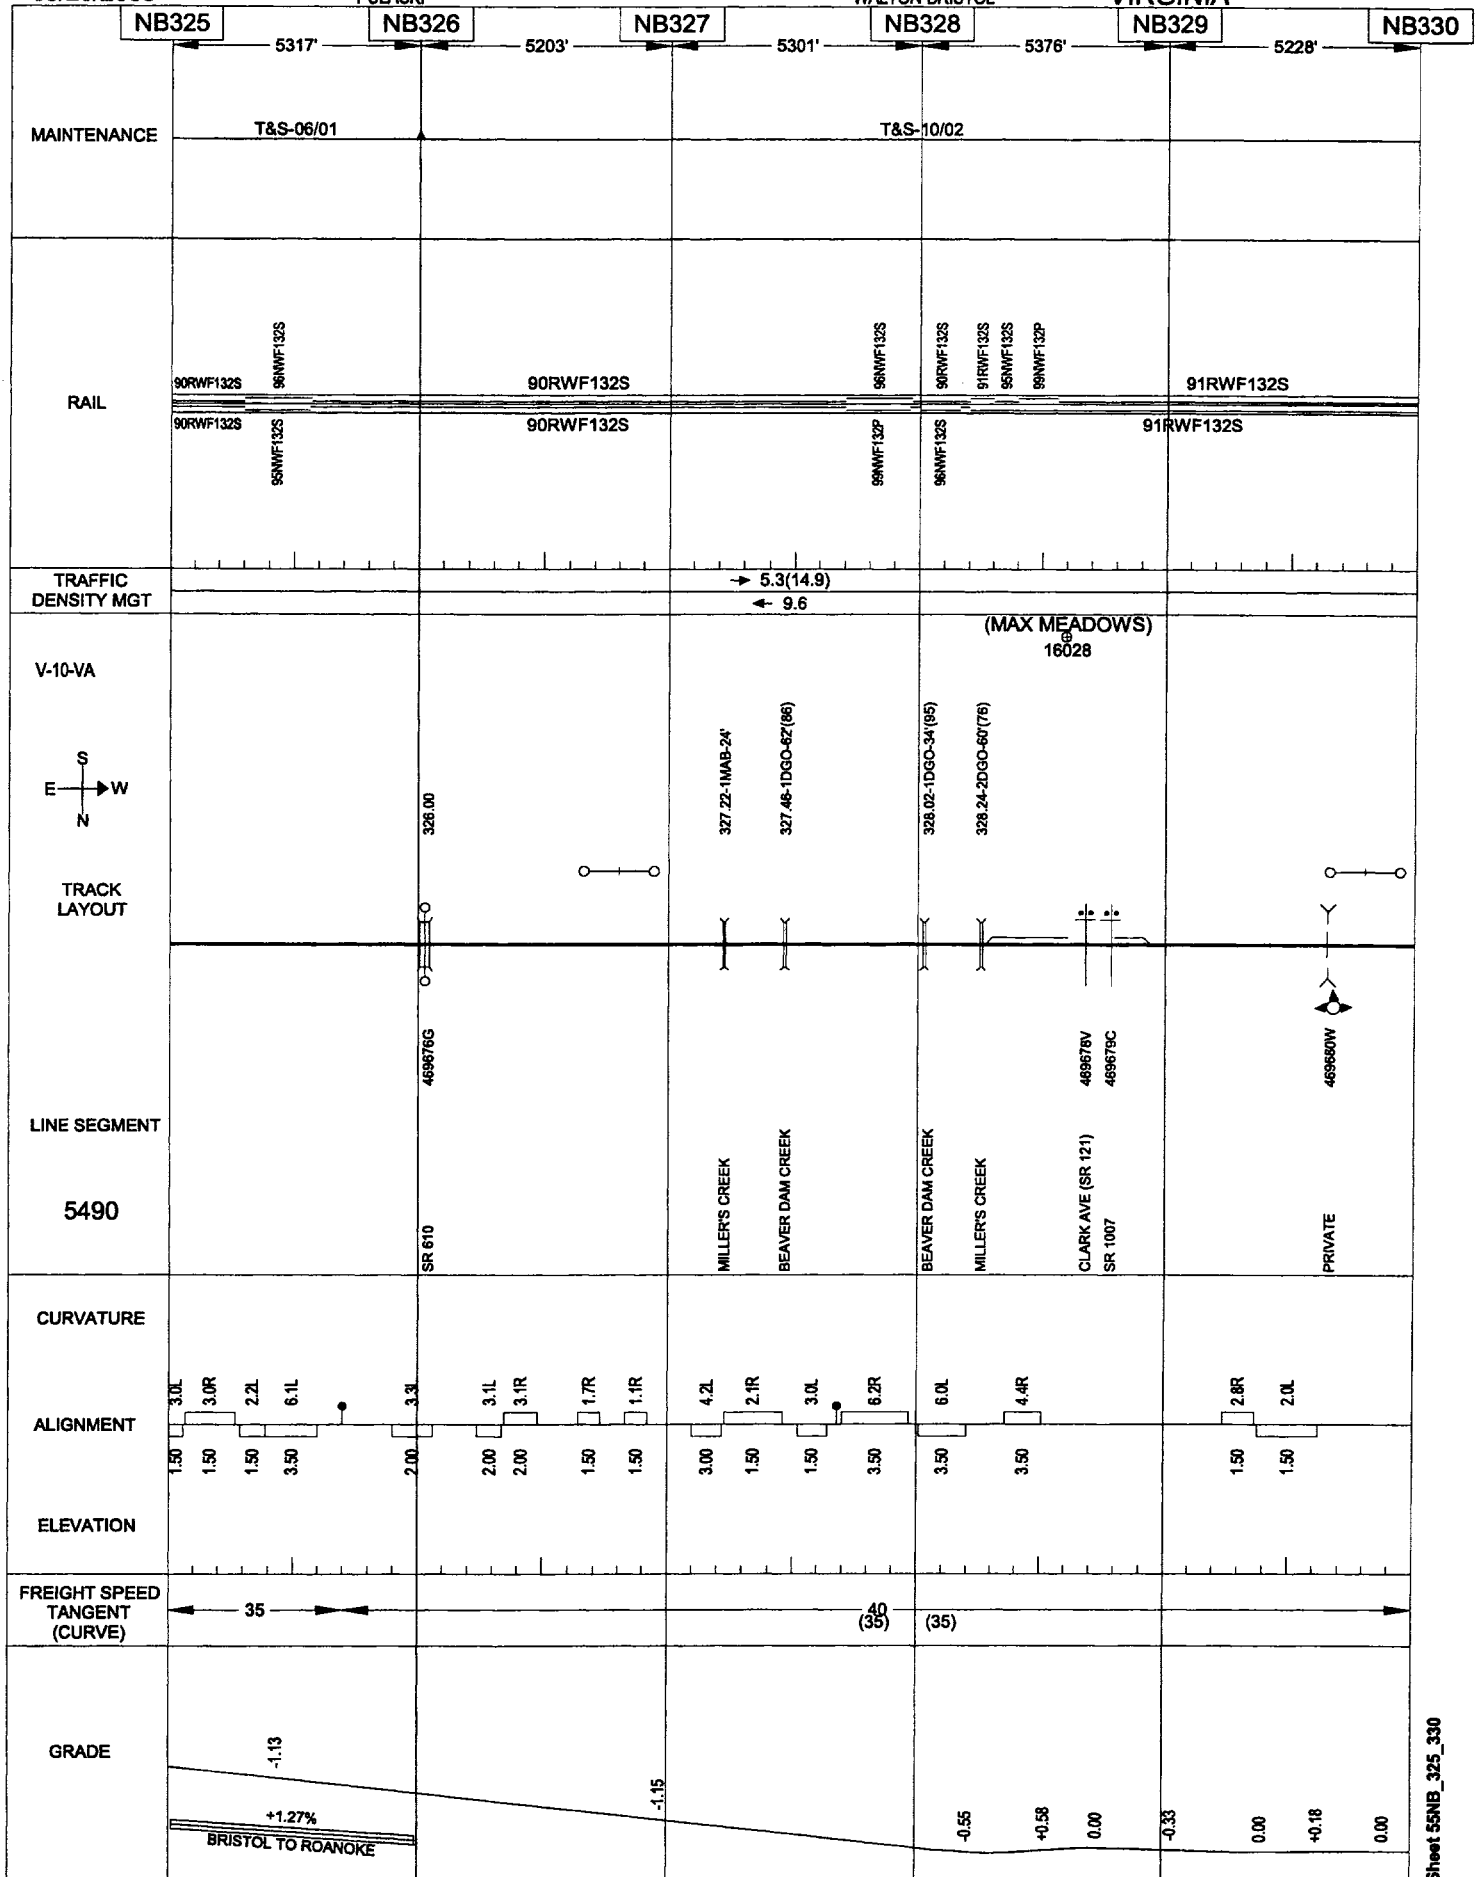 WALTON-BRISTOL
VIRGINIA
NB325
NB326
NB327
NB328
NB329
NB330
5317'
5203'
5301'
5376'
5228'
MAINTENANCE
T&S-06/01
T&S-10/02
RAIL
90RWF132S
96NWF132S
90RWF132S
96NWF132S
90RWF132S
91RWF132S
95NWF132S
99NWF132P
91RWF132S
90RWF132S
95NWF132S
90RWF132S
99NWF132P
96NWF132S
91RWF132S
TRAFFIC
DENSITY MGT
5.3(14.9)
9.6
(MAX MEADOWS)
16028
V-10-VA
S
E
W
N
326.00
327.22-1MAB-24'
327.46-1DGO-62'(86)
328.02-1DGO-34'(95)
328.24-2DGO-60'(76)
TRACK
LAYOUT
469676G
469678V
469679C
469680W
LINE SEGMENT
5490
SR 610
MILLER'S CREEK
BEAVER DAM CREEK
BEAVER DAM CREEK
MILLER'S CREEK
CLARK AVE (SR 121)
SR 1007
PRIVATE
CURVATURE
3.0L
3.0R
2.2L
6.1L
3.3L
3.1L
3.1R
1.7R
1.1R
4.2L
2.1R
3.0L
6.2R
6.0L
4.4R
2.8R
2.0L
ALIGNMENT
1.50
1.50
1.50
3.50
2.00
2.00
2.00
1.50
1.50
3.00
1.50
1.50
3.50
3.50
3.50
1.50
1.50
ELEVATION
FREIGHT SPEED
TANGENT
(CURVE)
35
40
(35)
(35)
GRADE
-1.13
-1.15
-0.55
+0.58
0.00
-0.33
0.00
+0.18
0.00
+1.27%
BRISTOL TO ROANOKE
Sheet 55NB_325_330